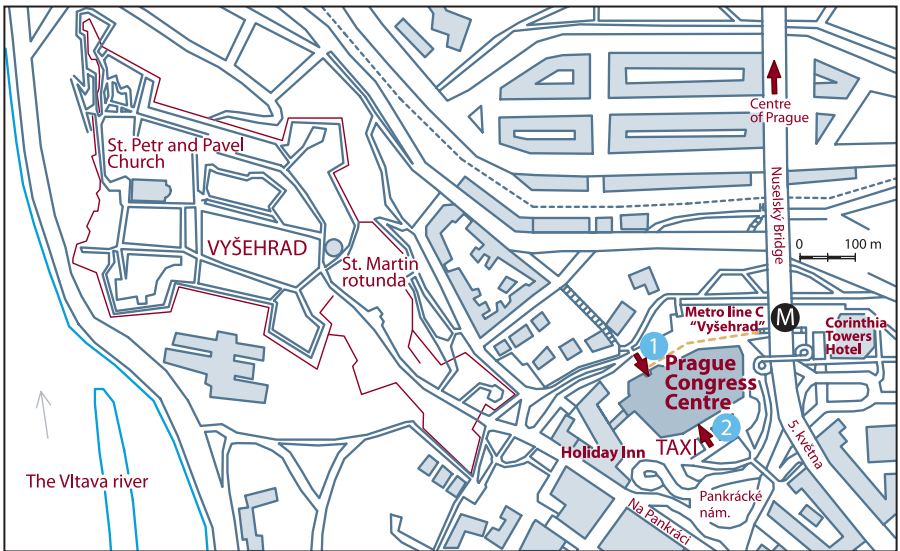 Centre
of Prague
St. Petr and Pavel
Church
Nuselský Bridge
VYŠEHRAD
0 100 m
St. Martin
rotunda
Metro line C
“Vyšehrad”
M
Corinthia
Towers
Hotel
1
Prague
Congress
Centre
2
TAXI
5. května
Holiday Inn
The Vltava river
Pankrácké
nám.
Na Pankráci